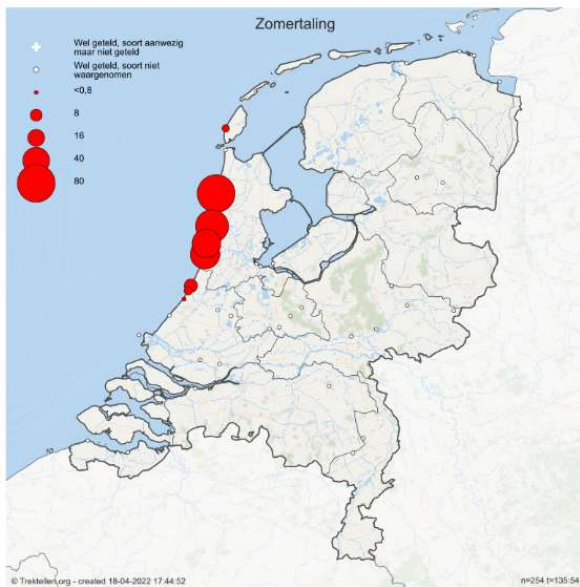 Zomertaling
Wel geteld, soort aanwezig
maar niet geteld
Wel geteld, soort niet
waargenomen
<0,8
8
16
40
80
© Trektellen.org - created 18-04-2022 17:44:52
n=254 t=135:54